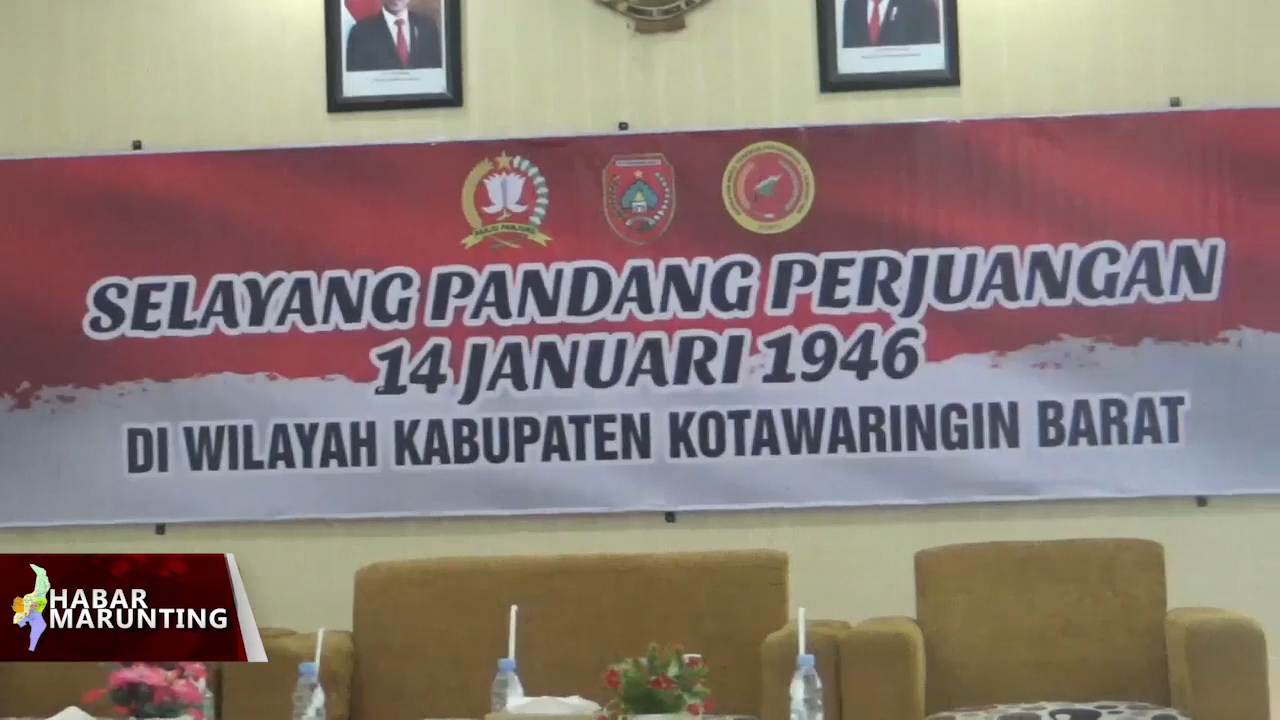 SELAYANG PANDANG PERJUANGAN
14 JANUARI 1946
DI WILAYAH KABUPATEN KOTAWARINGIN BARAT
HABAR
MARUNTING